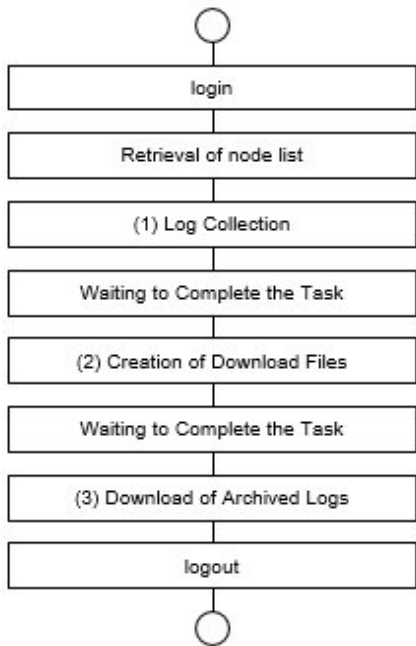 login
Retrieval of node list
(1) Log Collection
Waiting to Complete the Task
(2) Creation of Download Files
Waiting to Complete the Task
(3) Download of Archived Logs
logout